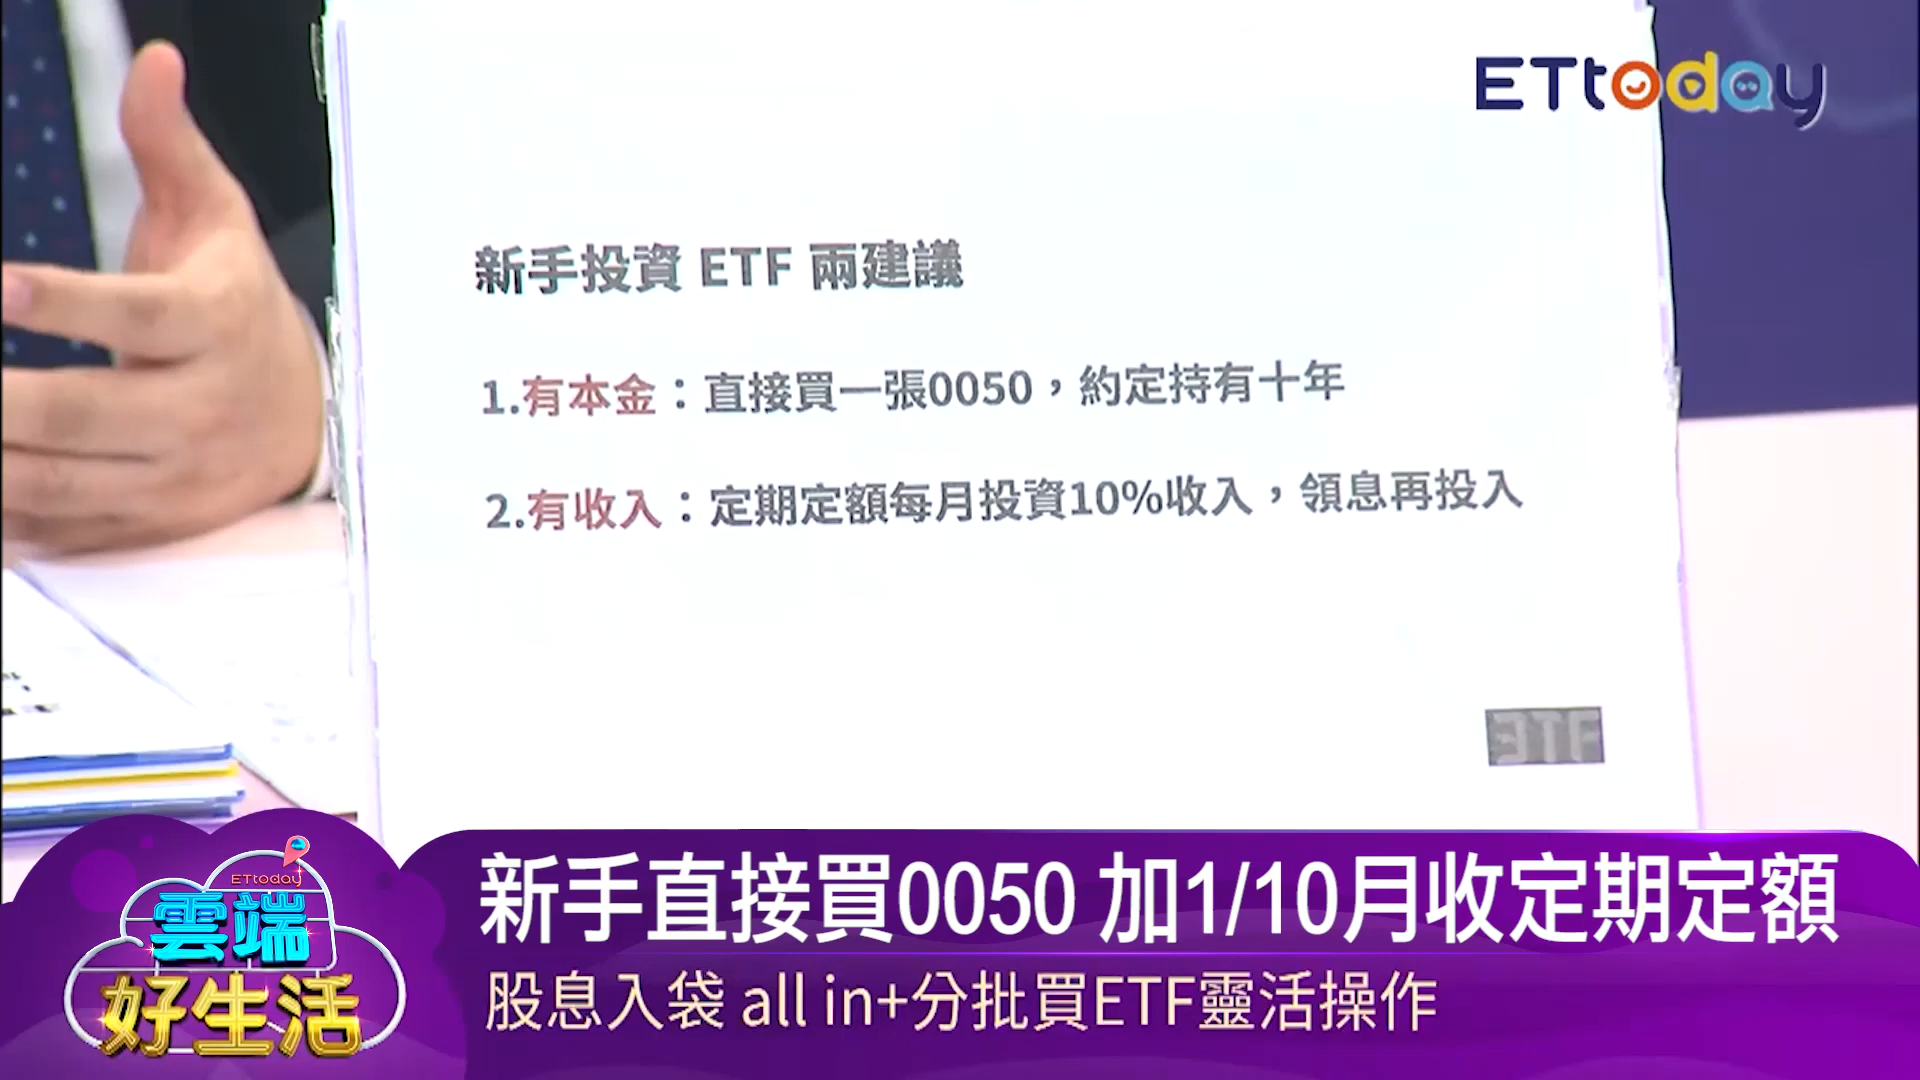 ETtoday
新手投資 ETF 兩建議
1.有本金：直接買一張0050，約定持有十年
2.有收入：定期定額每月投資10%收入，領息再投入
ETF
ETtoday
雲端
好生活
新手直接買0050 加1/10月收定期定額
股息入袋 all in+分批買ETF靈活操作